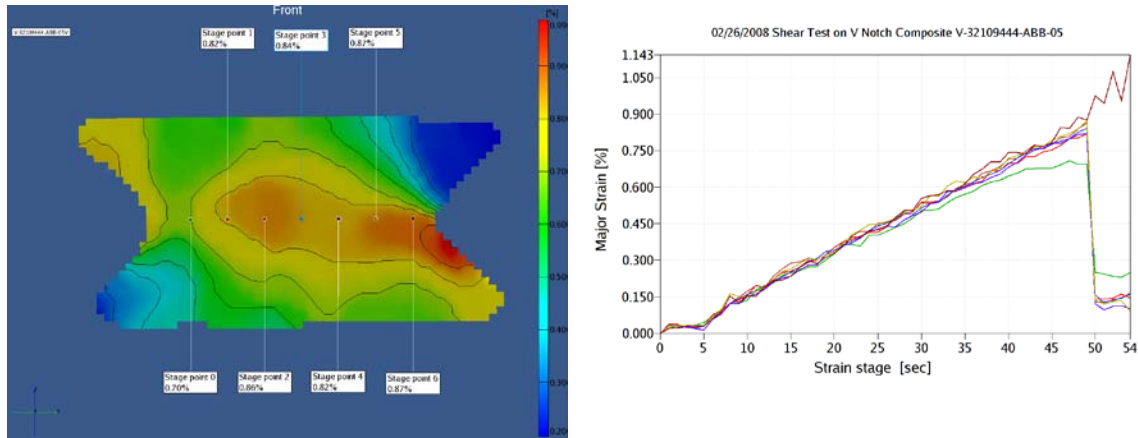 Front
[%]
Stage point 1
0.82%
Stage point 3
0.84%
Stage point 5
0.87%
Stage point 0
0.70%
Stage point 2
0.86%
Stage point 4
0.82%
Stage point 6
0.87%
02/26/2008 Shear Test on V Notch Composite V-32109444-ABB-05
Major Strain [%]
1.143
1.050
0.900
0.750
0.600
0.450
0.300
0.150
0.000
0 5 10 15 20 25 30 35 40 45 50 54
Strain stage [sec]